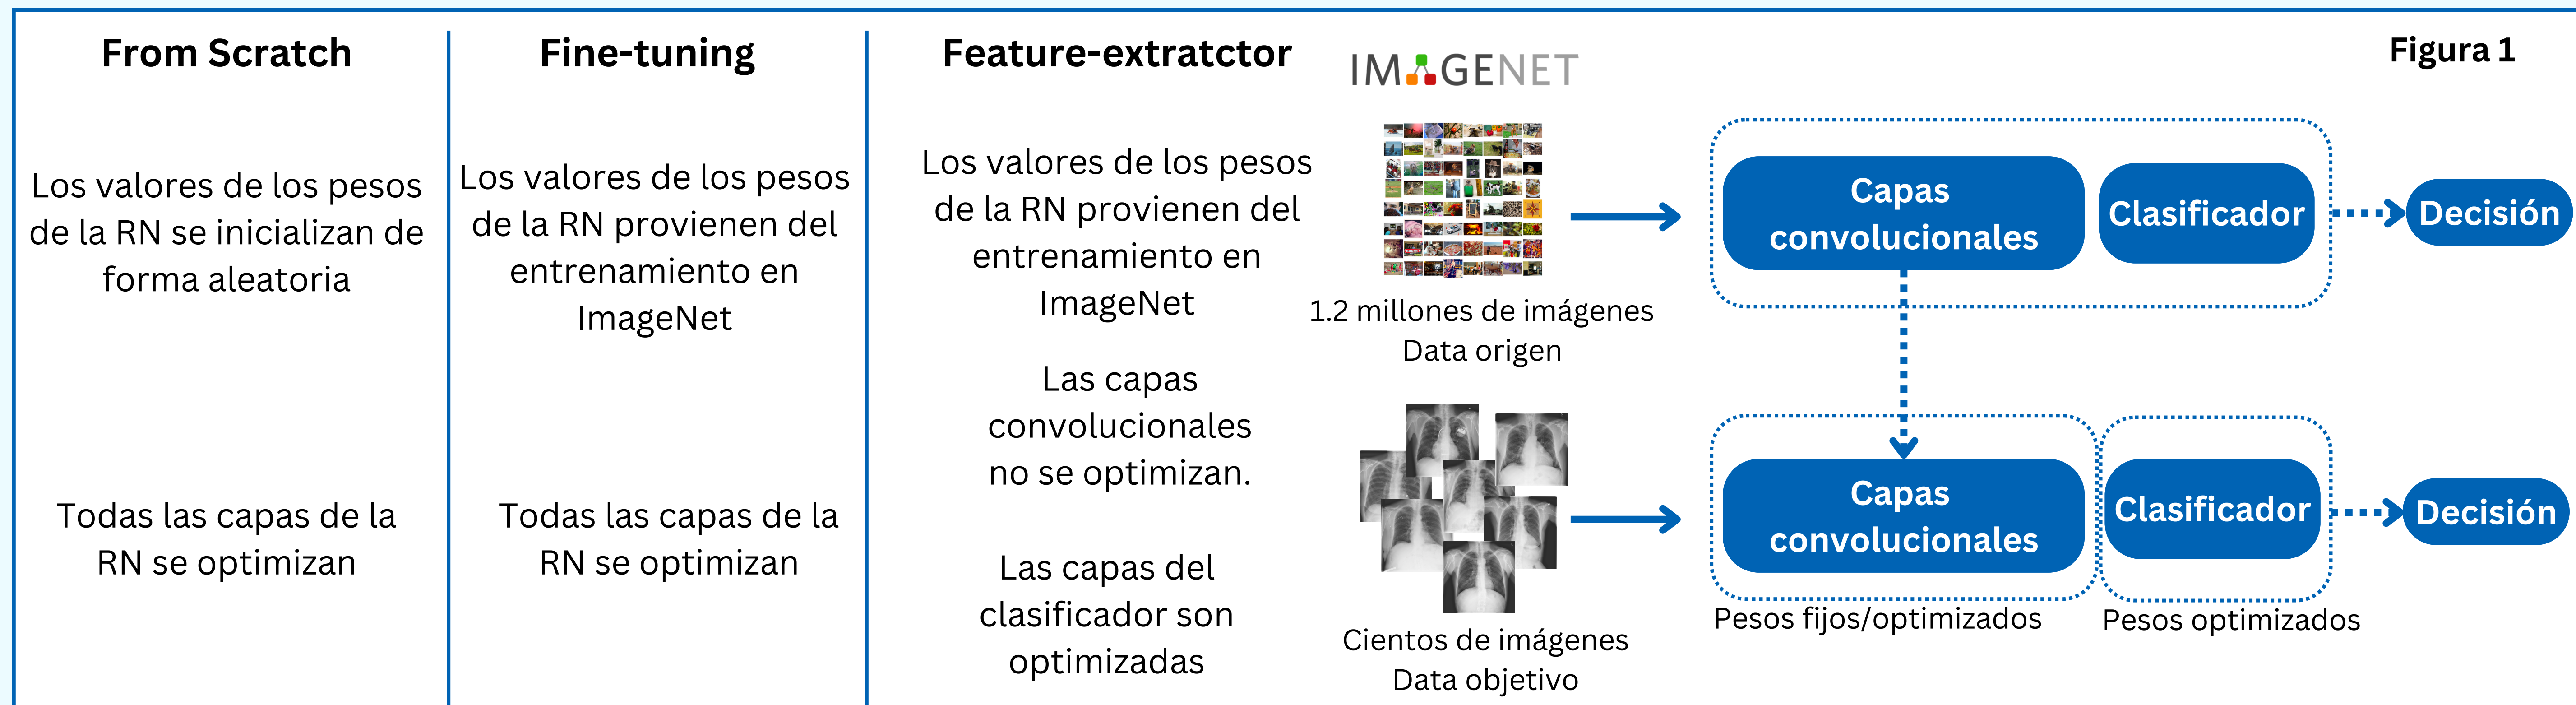 From Scratch
Los valores de los pesos
de la RN se inicializan de
forma aleatoria
Todas las capas de la
RN se optimizan
Fine-tuning
Los valores de los pesos
de la RN provienen del
entrenamiento en
ImageNet
Todas las capas de la
RN se optimizan
Feature-extratctor
Los valores de los pesos
de la RN provienen del
entrenamiento en
ImageNet
Las capas
convolucionales
no se optimizan.
Las capas del
clasificador son
optimizadas
IMAGENET
1.2 millones de imágenes
Data origen
Cientos de imágenes
Data objetivo
Figura 1
Capas
convolucionales
Clasificador
Decisión
Capas
convolucionales
Clasificador
Decisión
Pesos fijos/optimizados
Pesos optimizados